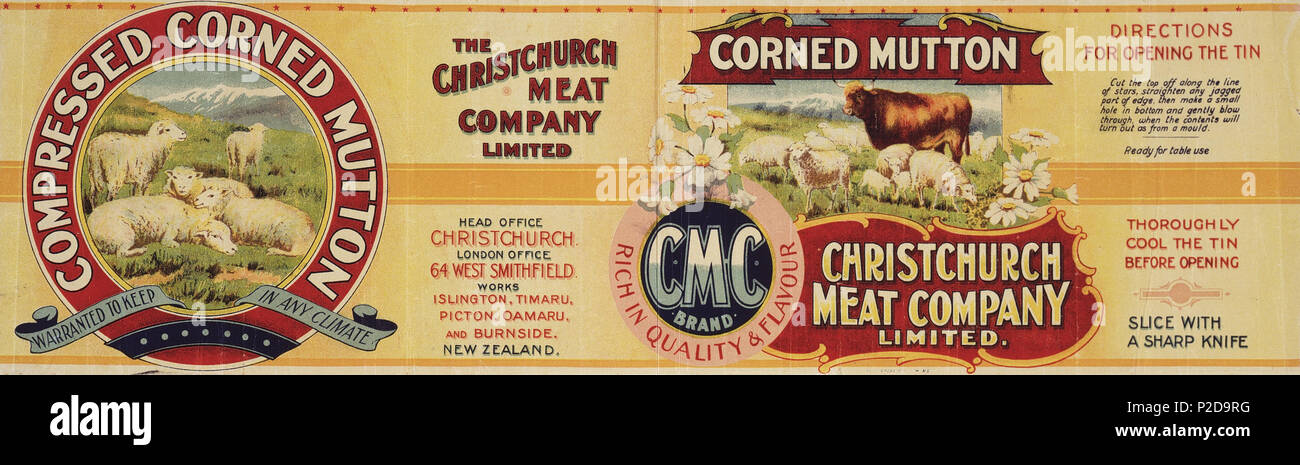 COMPRESSED CORNED MUTTON
WARRANTED TO KEEP
IN ANY CLIMATE
THE
CHRISTCHURCH
MEAT
COMPANY
LIMITED
HEAD OFFICE
CHRISTCHURCH.
LONDON OFFICE
64 WEST SMITHFIELD.
WORKS
ISLINGTON, TIMARU,
PICTON, OAMARU,
AND BURNSIDE.
NEW ZEALAND.
CORNED MUTTON
CMC
BRAND
RICH IN QUALITY & FLAVOUR
CHRISTCHURCH
MEAT COMPANY
LIMITED.
DIRECTIONS
FOR OPENING THE TIN
Cut the top off along the line
of stars, straighten any jagged
part of edge, then make a small
hole in bottom and gently blow
through, when the contents will
turn out as from a mould.
Ready for table use
THOROUGHLY
COOL THE TIN
BEFORE OPENING
SLICE WITH
A SHARP KNIFE
a
alamy
alamy
Image ID: P2D9RG
www.alamy.com